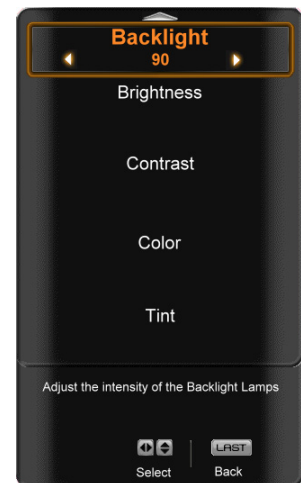 Backlight
90
Brightness
Contrast
Color
Tint
Adjust the intensity of the Backlight Lamps
LAST
Select Back